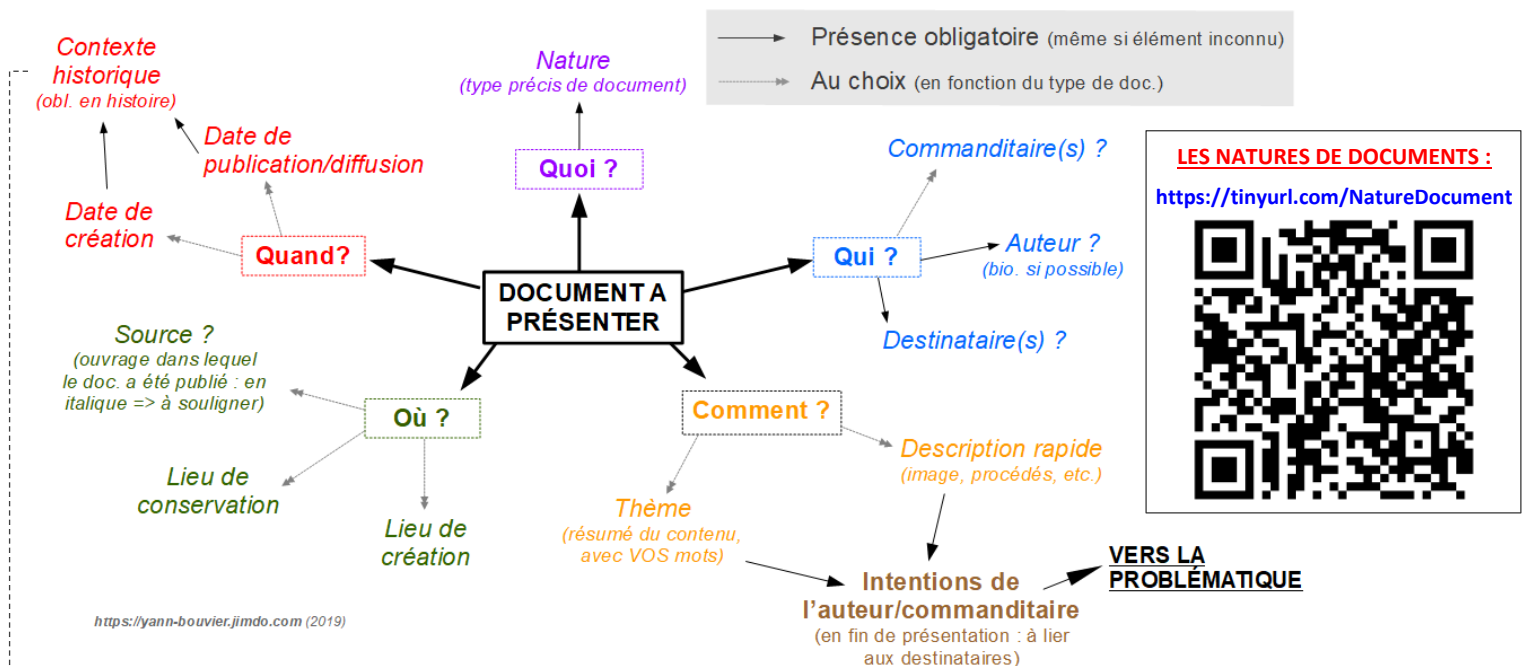 Contexte
historique
(obl. en histoire)
Nature
(type précis de document)
Présence obligatoire (même si élément inconnu)
Au choix (en fonction du type de doc.)
Date de
publication/diffusion
Quoi ?
Commanditaire(s) ?
LES NATURES DE DOCUMENTS :
https://tinyurl.com/NatureDocument
Date de
création
Quand?
Qui ?
Auteur ?
(bio. si possible)
DOCUMENT A
PRÉSENTER
Destinataire(s) ?
Source ?
(ouvrage dans lequel
le doc. a été publié : en
italique => à souligner)
Où ?
Comment ?
Lieu de
conservation
Lieu de
création
Description rapide
(image, procédés, etc.)
Thème
(résumé du contenu,
avec VOS mots)
VERS LA
PROBLÉMATIQUE
Intentions de
l'auteur/commanditaire
(en fin de présentation : à lier
aux destinataires)
https://yann-bouvier.jimdo.com (2019)